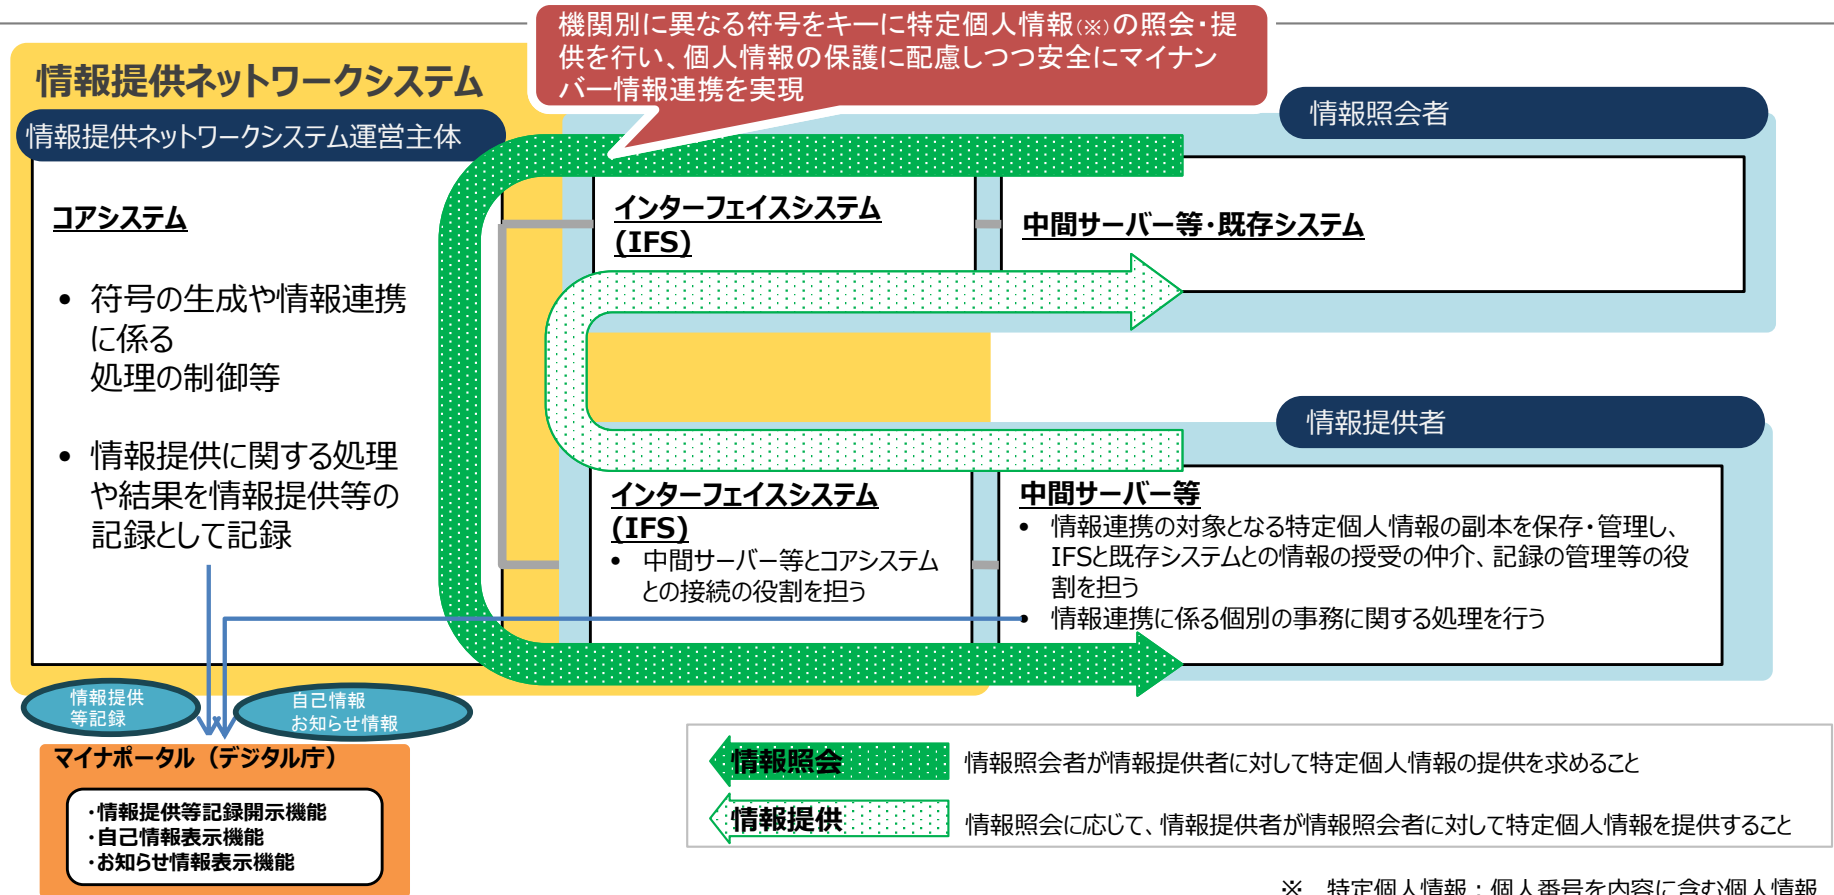 機関別に異なる符号をキーに特定個人情報(※)の照会・提
供を行い、個人情報の保護に配慮しつつ安全にマイナン
バー情報連携を実現
情報提供ネットワークシステム
情報提供ネットワークシステム運営主体
情報照会者
コアシステム
• 符号の生成や情報連携
に係る
処理の制御等
• 情報提供に関する処理
や結果を情報提供等の
記録として記録
インターフェイスシステム
(IFS)
中間サーバー等・既存システム
情報提供者
インターフェイスシステム
(IFS)
• 中間サーバー等とコアシステム
との接続の役割を担う
中間サーバー等
• 情報連携の対象となる特定個人情報の副本を保存・管理し、
IFSと既存システムとの情報の授受の仲介、記録の管理等の役
割を担う
• 情報連携に係る個別の事務に関する処理を行う
情報提供
等記録
自己情報
お知らせ情報
マイナポータル（デジタル庁）
・情報提供等記録開示機能
・自己情報表示機能
・お知らせ情報表示機能
情報照会
情報照会者が情報提供者に対して特定個人情報の提供を求めること
情報提供
情報照会に応じて、情報提供者が情報照会者に対して特定個人情報を提供すること
※ 特定個人情報：個人番号を内容に含む個人情報